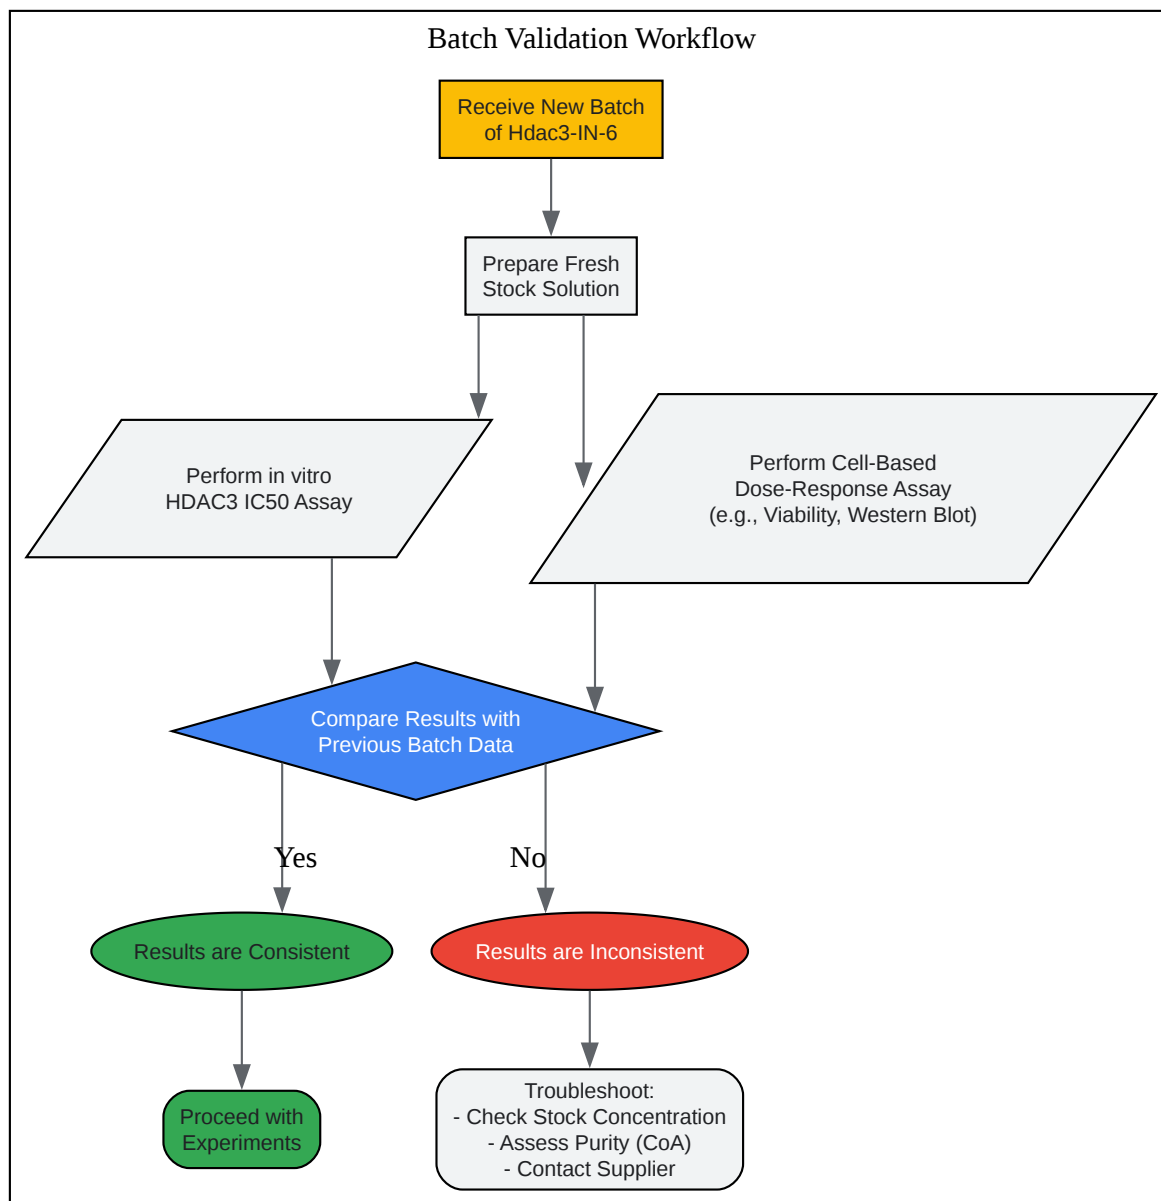 Batch Validation Workflow
Receive New Batch
of Hdac3-IN-6
Prepare Fresh
Stock Solution
Perform in vitro
HDAC3 IC50 Assay
Perform Cell-Based
Dose-Response Assay
(e.g., Viability, Western Blot)
Compare Results with
Previous Batch Data
Yes
No
Results are Consistent
Results are Inconsistent
Proceed with
Experiments
Troubleshoot:
- Check Stock Concentration
- Assess Purity (CoA)
- Contact Supplier